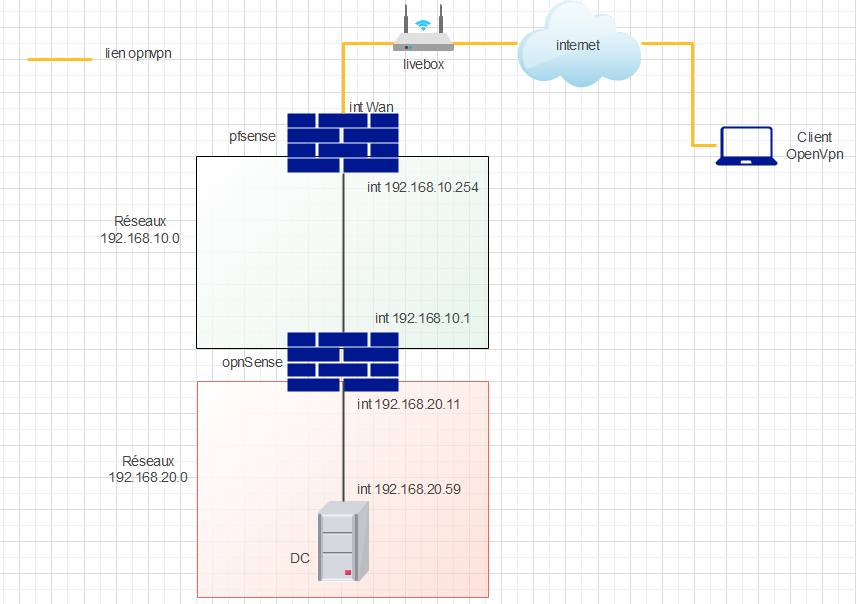 lien opnvpn
livebox
internet
int Wan
pfsense
Client
OpenVpn
int 192.168.10.254
Réseaux
192.168.10.0
int 192.168.10.1
opnSense
int 192.168.20.11
Réseaux
192.168.20.0
int 192.168.20.59
DC